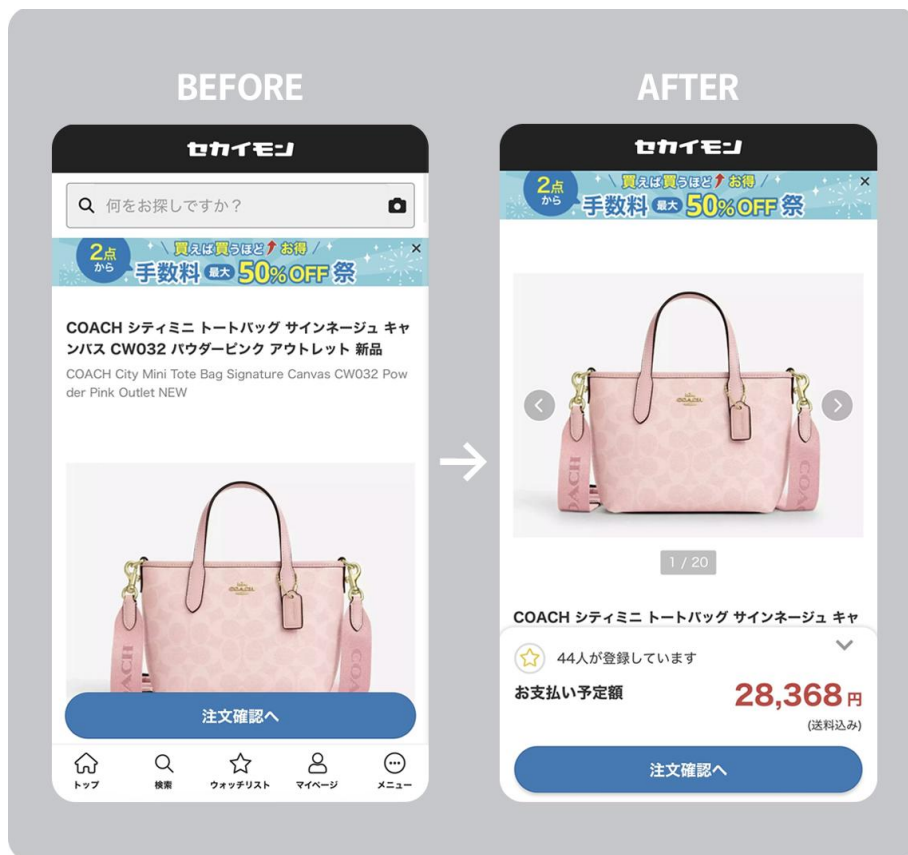 BEFORE
セカイモン
何をお探しですか？
2点から
買えば買うほどお得
手数料 最大 50%OFF 祭
×
COACH シティミニ トートバッグ サインネージュ キャ
ンバス CW032 パウダーピンク アウトレット 新品
COACH City Mini Tote Bag Signature Canvas CW032 Pow
der Pink Outlet NEW
COACH
ACH
CO
注文確認へ
トップ
検索
ウォッチリスト
マイページ
メニュー
AFTER
セカイモン
2点から
買えば買うほどお得
手数料 最大 50%OFF 祭
×
COACH
OACH
COA
1 / 20
COACH シティミニ トートバッグ サインネージュ キャ
44人が登録しています
お支払い予定額
28,368 円
(送料込み)
注文確認へ